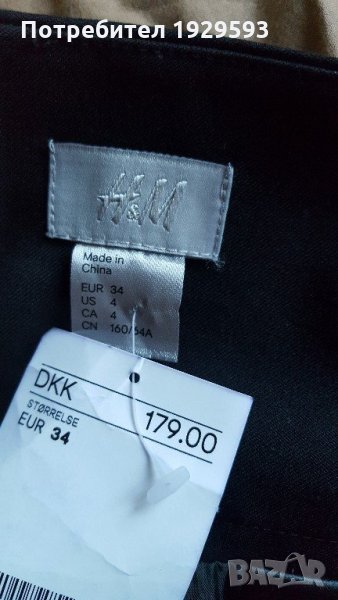 Потребител 1929593
H&M
Made in
China
EUR 34
US 4
CA 4
CN 160/64A
DKK 179.00
STØRRELSE
EUR 34
BAZAR